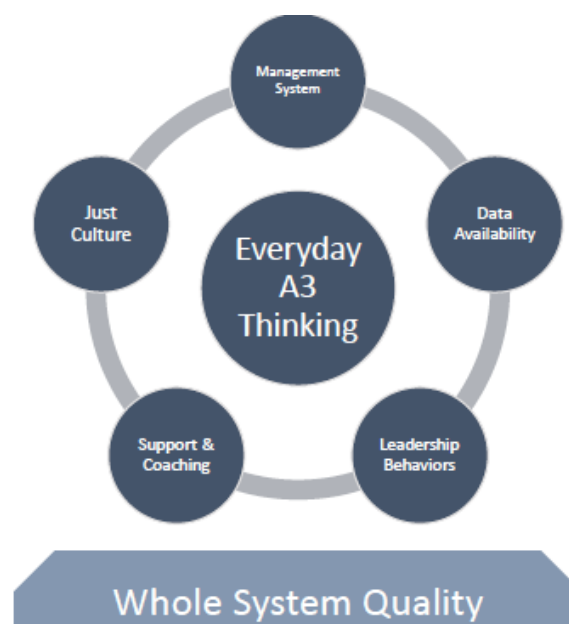 Management
System
Just
Culture
Data
Availability
Everyday
A3
Thinking
Support &
Coaching
Leadership
Behaviors
Whole System Quality